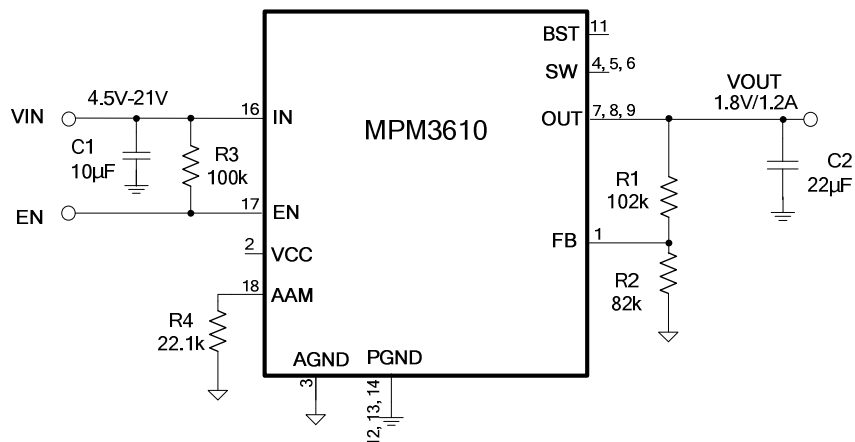 BST
11
SW
4, 5, 6
VOUT
1.8V/1.2A
VIN
4.5V-21V
16
IN
MPM3610
OUT
7, 8, 9
C1
10µF
R3
100k
R1
102k
C2
22µF
EN
17
EN
FB
1
2
VCC
18
AAM
R2
82k
R4
22.1k
AGND
PGND
3
12, 13, 14